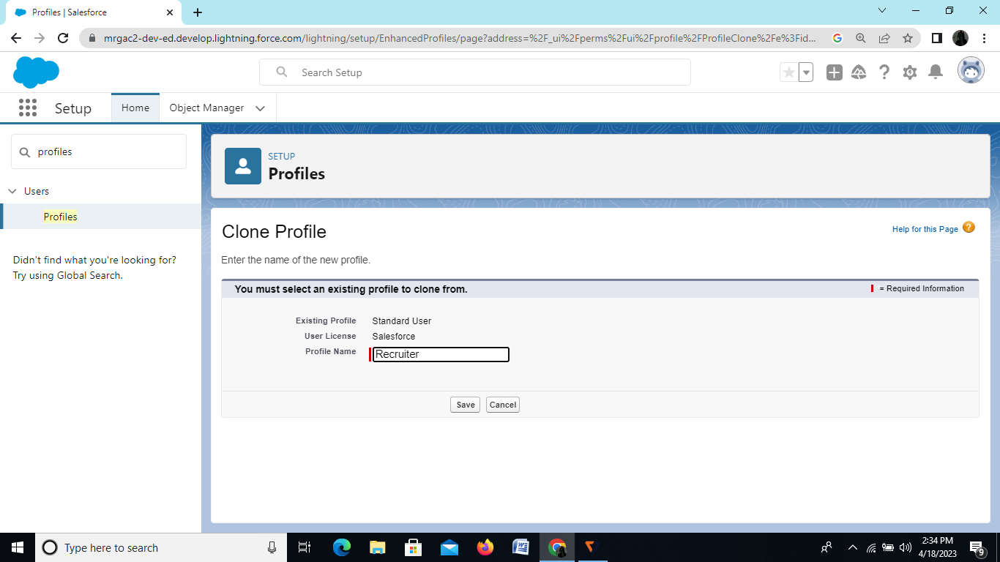 Profiles | Salesforce
mrgac2-dev-ed.develop.lightning.force.com/lightning/setup/EnhancedProfiles/page?address=%2F_ui%2Fperms%2Fui%2Fprofile%2FProfileClone%2Fe%3Fid...
Search Setup
Setup
Home
Object Manager
profiles
Users
Profiles
Didn't find what you're looking for?
Try using Global Search.
SETUP
Profiles
Clone Profile
Help for this Page ?
Enter the name of the new profile.
You must select an existing profile to clone from.
= Required Information
Existing Profile Standard User
User License Salesforce
Profile Name Recruiter
Save Cancel
Type here to search
2:34 PM
4/18/2023
9